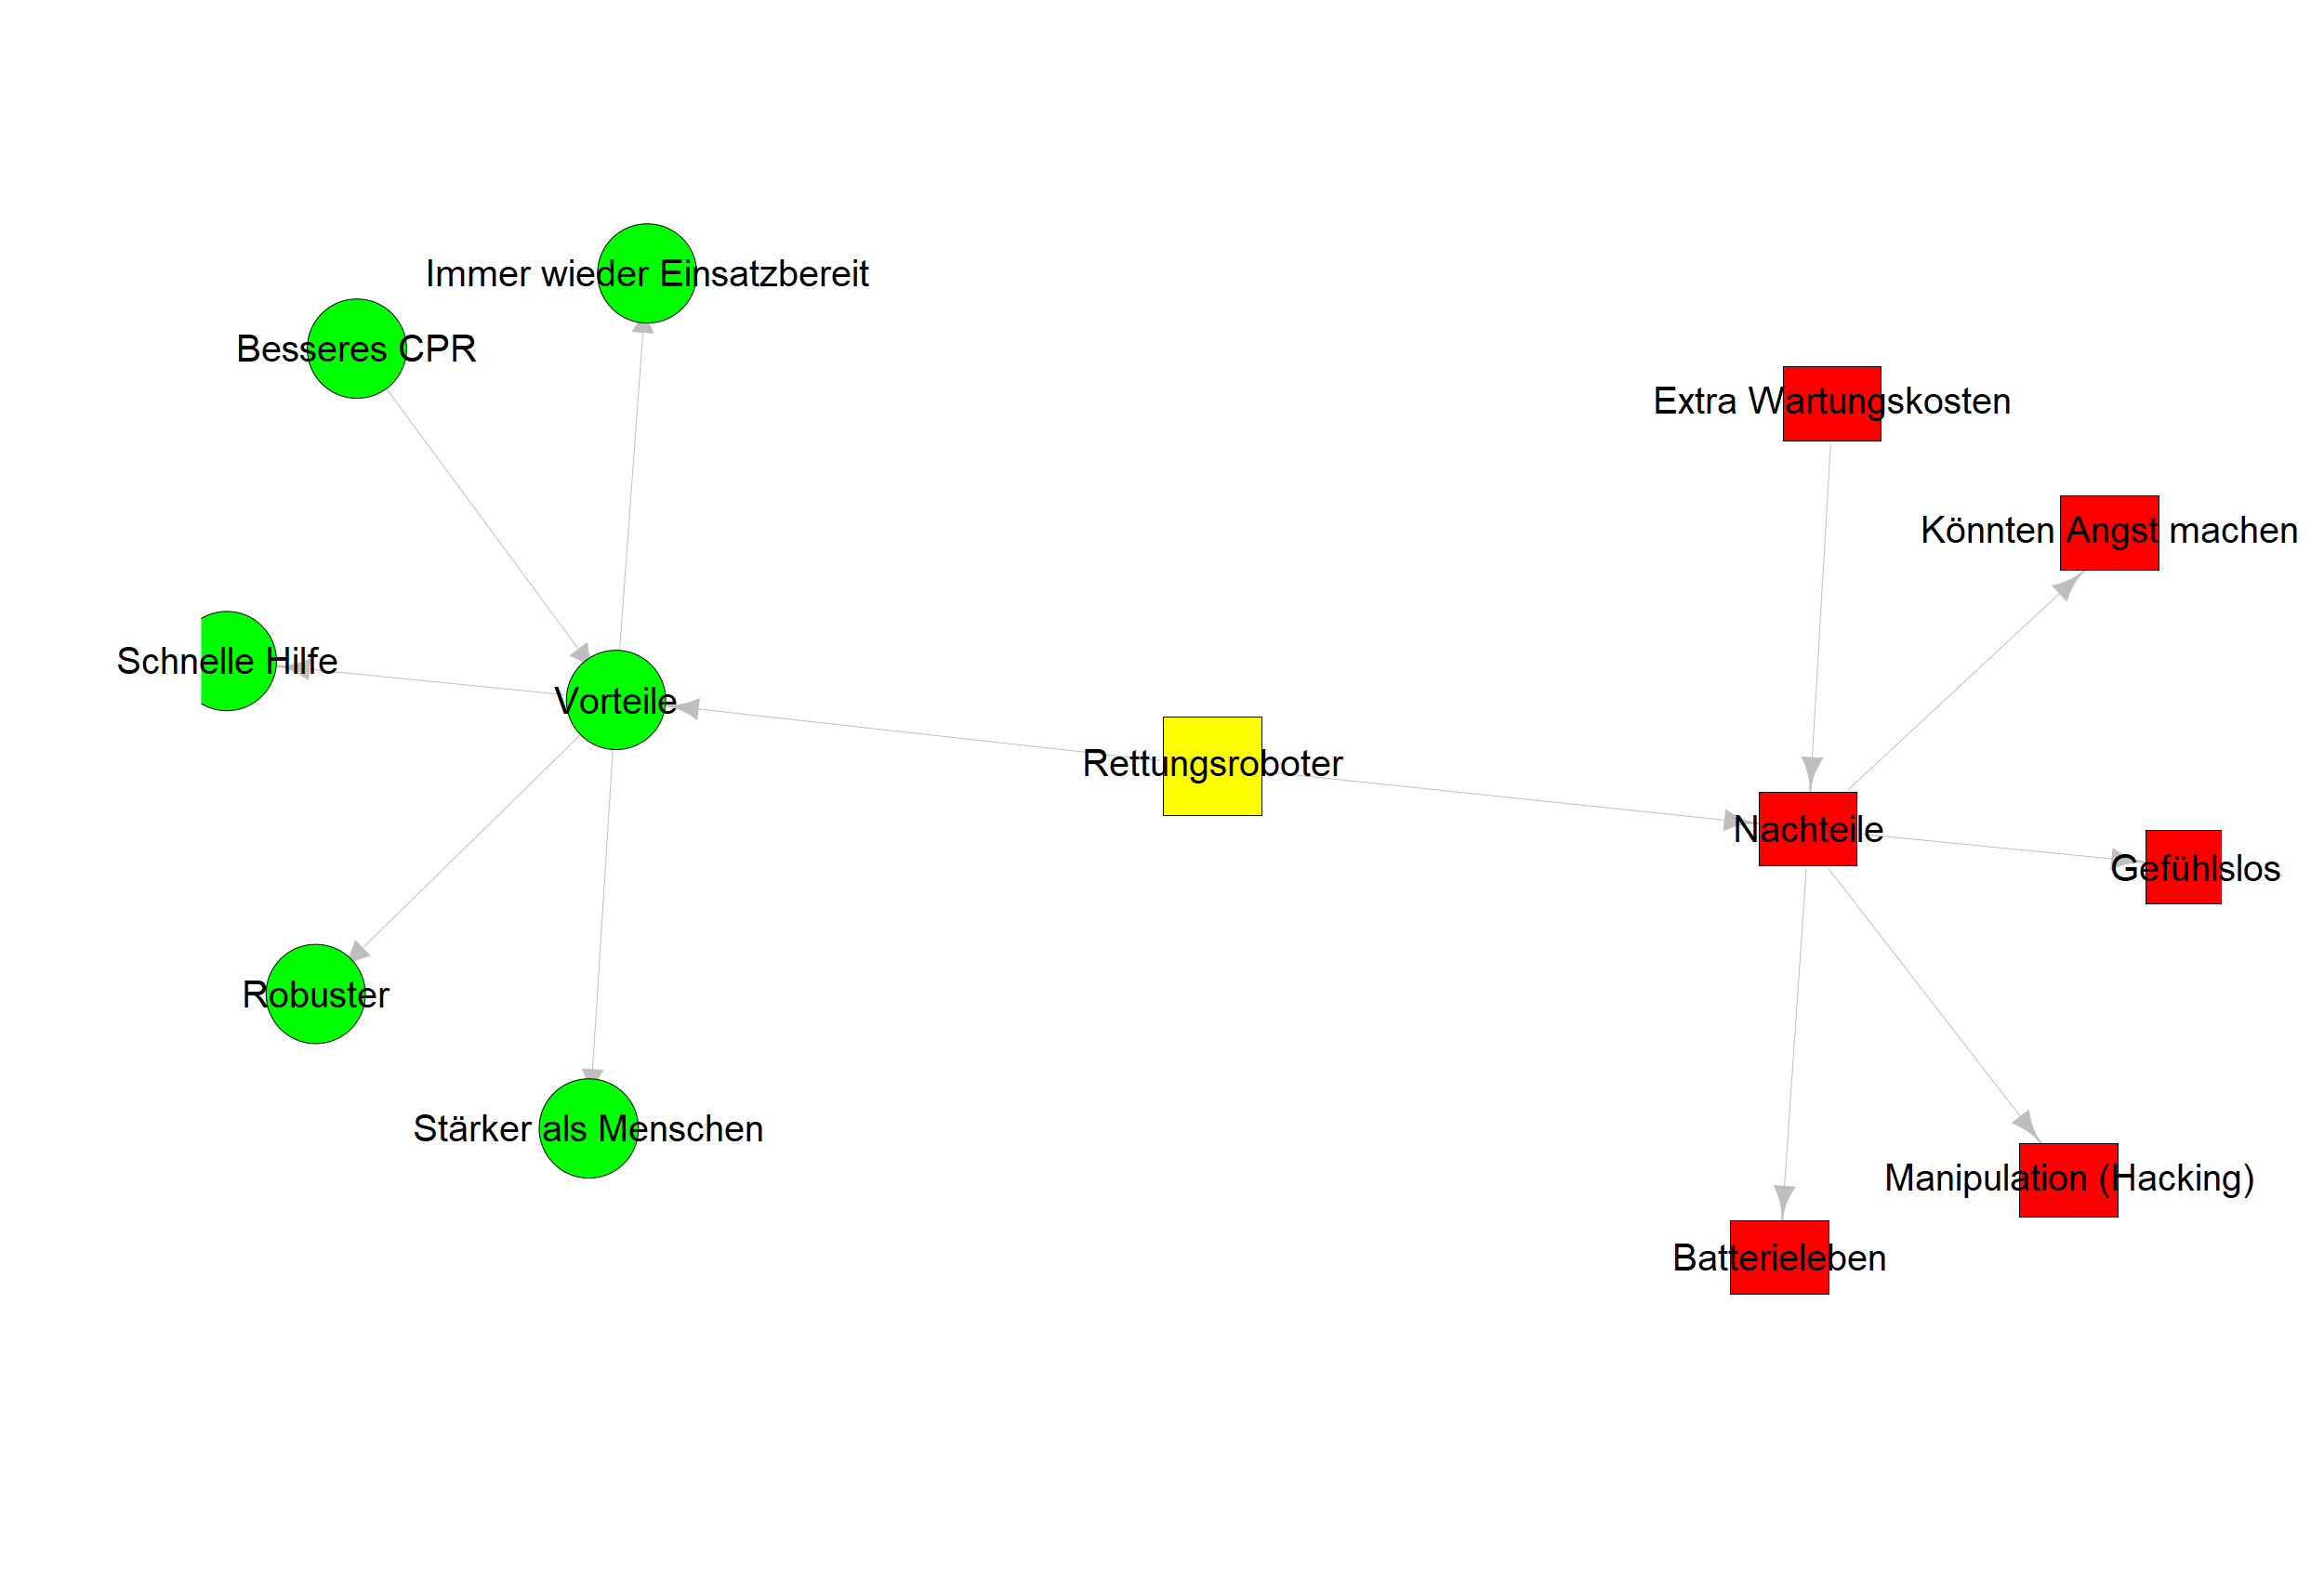 Immer wieder Einsatzbereit
Besseres CPR
Extra Wartungskosten
Könnten Angst machen
Schnelle Hilfe
Vorteile
Rettungsroboter
Nachteile
Gefühlslos
Robuster
Stärker als Menschen
Manipulation (Hacking)
Batterieleben